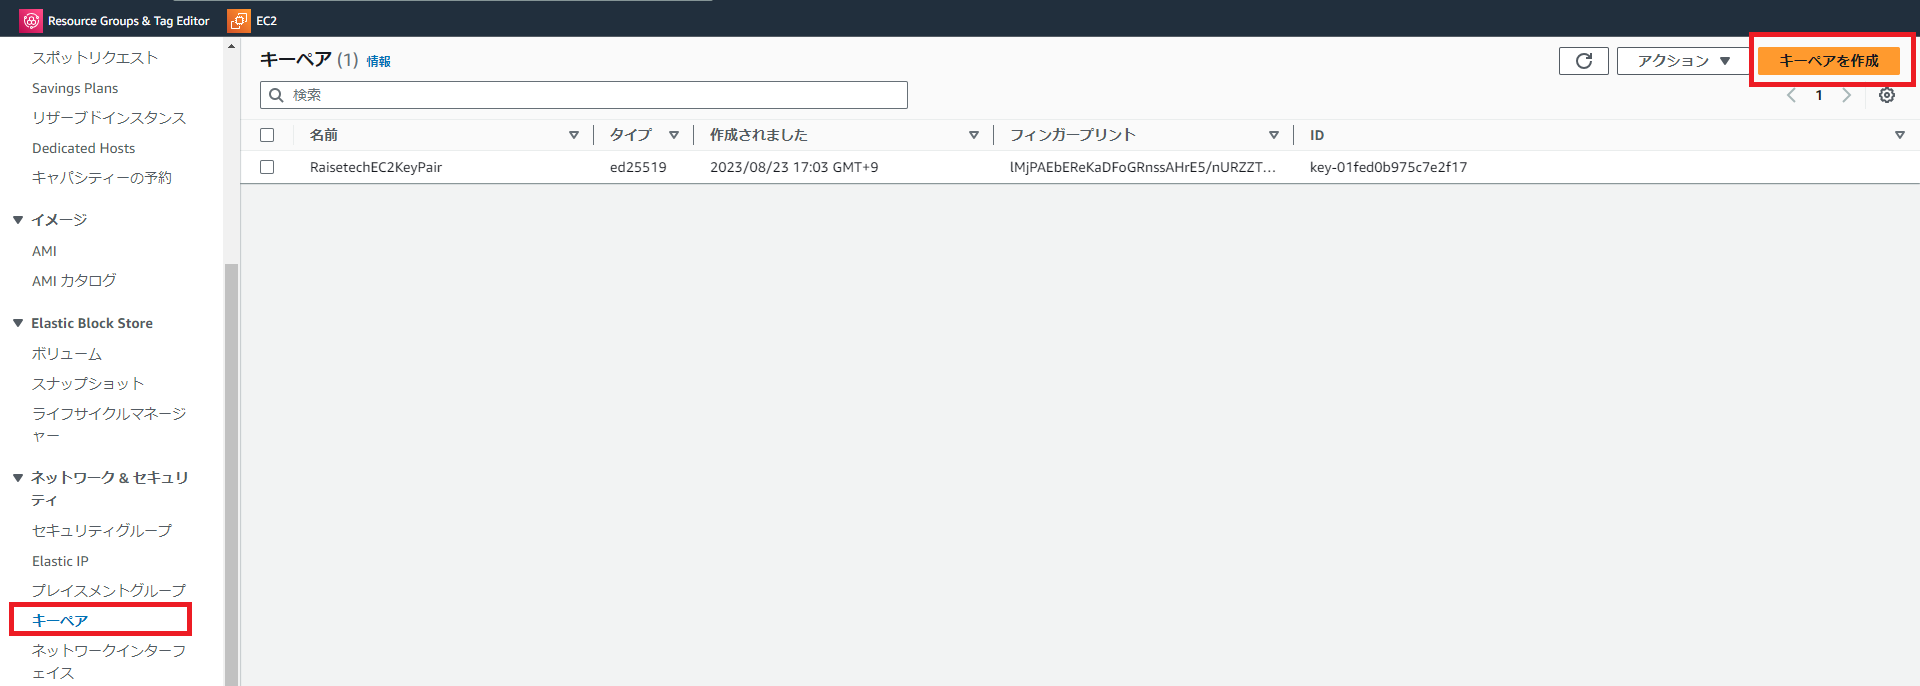 Resource Groups & Tag Editor
EC2
スポットリクエスト
Savings Plans
リザーブドインスタンス
Dedicated Hosts
キャパシティーの予約
イメージ
AMI
AMI カタログ
Elastic Block Store
ボリューム
スナップショット
ライフサイクルマネージ
ャー
ネットワーク & セキュリ
ティ
セキュリティグループ
Elastic IP
プレイスメントグループ
キーペア
ネットワークインターフ
ェイス
キーペア (1) 情報
アクション
キーペアを作成
検索
1
名前 タイプ 作成されました フィンガープリント ID
RaisetechEC2KeyPair ed25519 2023/08/23 17:03 GMT+9 lMjPAEbEReKaDFoGRnssAHrE5/nURZZT... key-01fed0b975c7e2f17